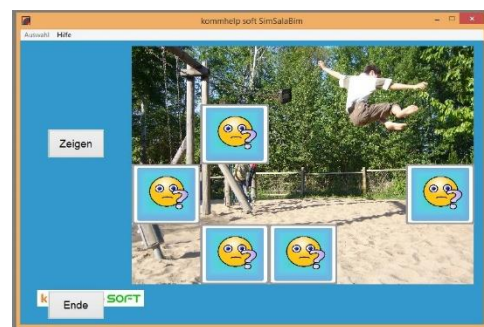 kommhelp soft SimSalaBim
Auswahl Hilfe
Zeigen
k SOFT
Ende